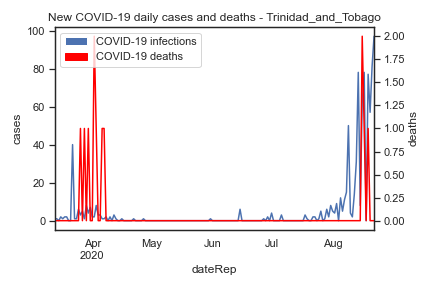 New COVID-19 daily cases and deaths - Trinidad_and_Tobago
COVID-19 infections
COVID-19 deaths
100
80
60
40
20
0
cases
2.00
1.75
1.50
1.25
1.00
0.75
0.50
0.25
0.00
deaths
Apr May Jun Jul Aug
2020
dateRep